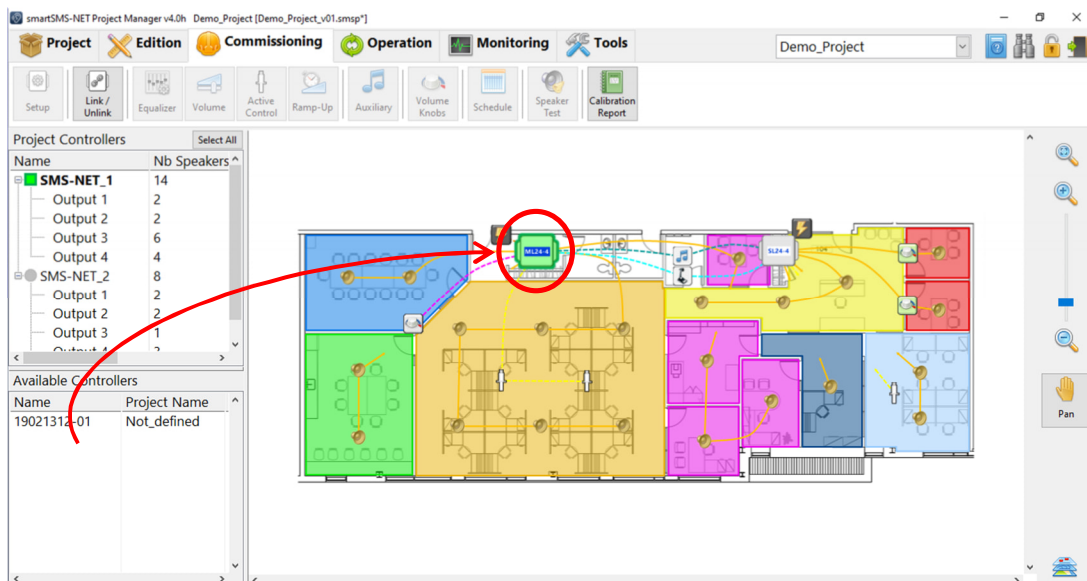 smartSMS-NET Project Manager v4.0h Demo_Project [Demo_Project_v01.smsp*]
Project Edition Commissioning Operation Monitoring Tools Demo_Project
Setup Link / Unlink Equalizer Volume Active Control Ramp-Up Auxiliary Volume Knobs Schedule Speaker Test Calibration Report
Project Controllers Select All
Name Nb Speakers
SMS-NET_1 14
Output 1 2
Output 2 2
Output 3 6
Output 4 4
SMS-NET_2 8
Output 1 2
Output 2 2
Output 3 1
Available Controllers
Name Project Name
19021312-01 Not_defined
ML24-4
SL24-4
Pan